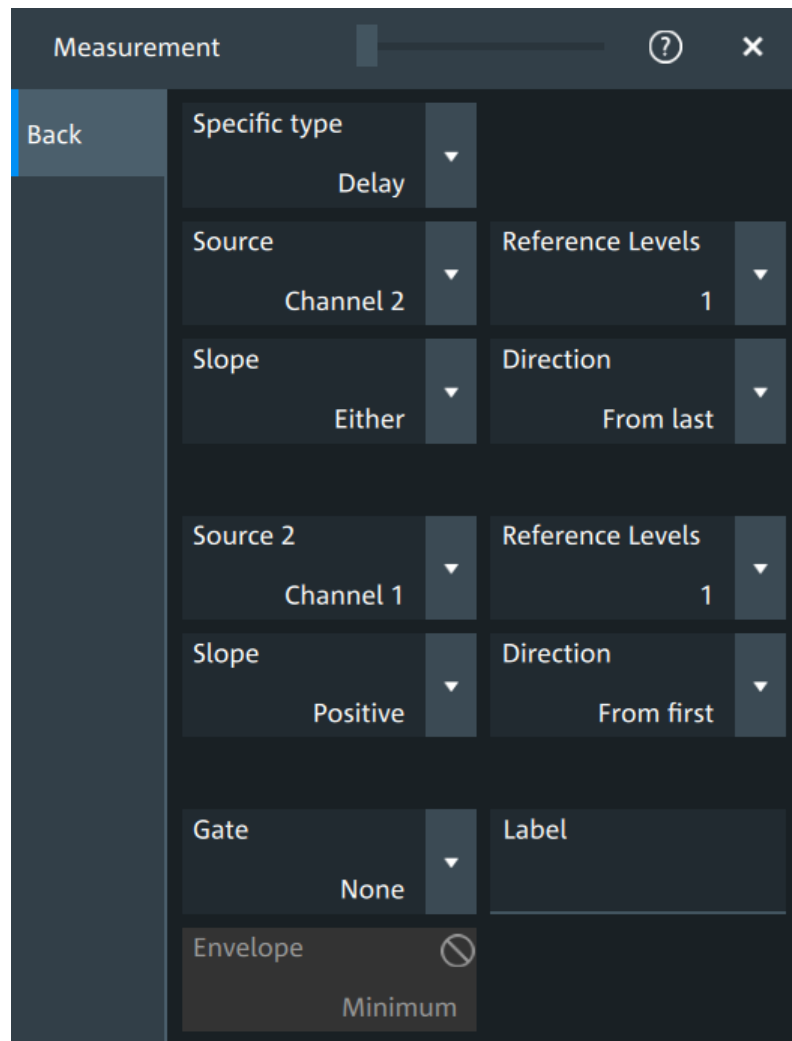 Measurement
Back
Specific type
Delay
Source
Channel 2
Reference Levels
1
Slope
Either
Direction
From last
Source 2
Channel 1
Reference Levels
1
Slope
Positive
Direction
From first
Gate
None
Label
Envelope
Minimum